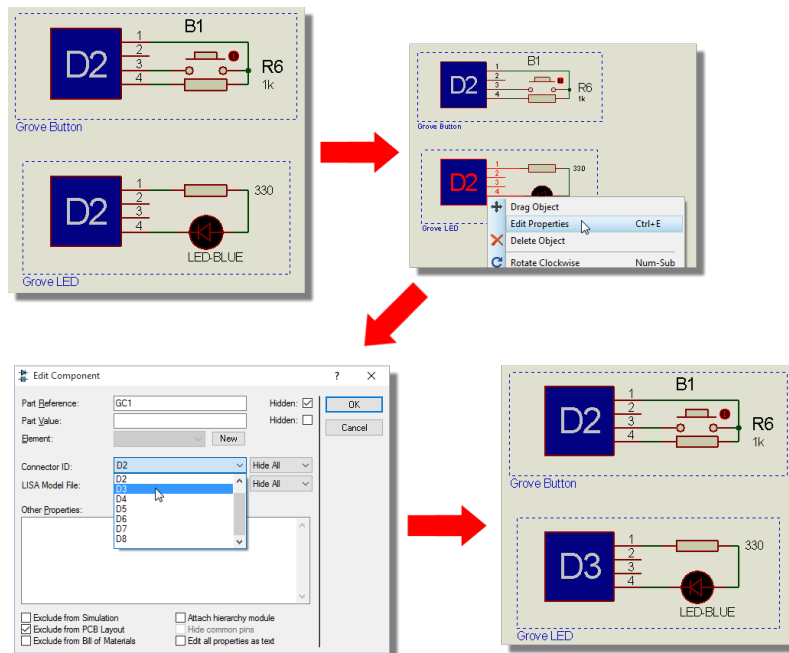 B1
D2
1
2
3
4
R6
1k
Grove Button
D2
1
2
3
4
330
LED-BLUE
Grove LED
B1
D2
1
2
3
4
R6
1k
Grove Button
D2
1
2
3
4
330
Grove LED
Drag Object
Edit Properties Ctrl+E
Delete Object
Rotate Clockwise Num-Sub
Edit Component ? X
Part Reference: GC1 Hidden: OK
Part Value: Hidden: Cancel
Element: New
Connector ID: D2 Hide All
LISA Model File: Hide All
D2
D3
D4
D5
D6
D7
D8
Other Properties:
Exclude from Simulation Attach hierarchy module
Exclude from PCB Layout Hide common pins
Exclude from Bill of Materials Edit all properties as text
B1
D2
1
2
3
4
R6
1k
Grove Button
D3
1
2
3
4
330
LED-BLUE
Grove LED